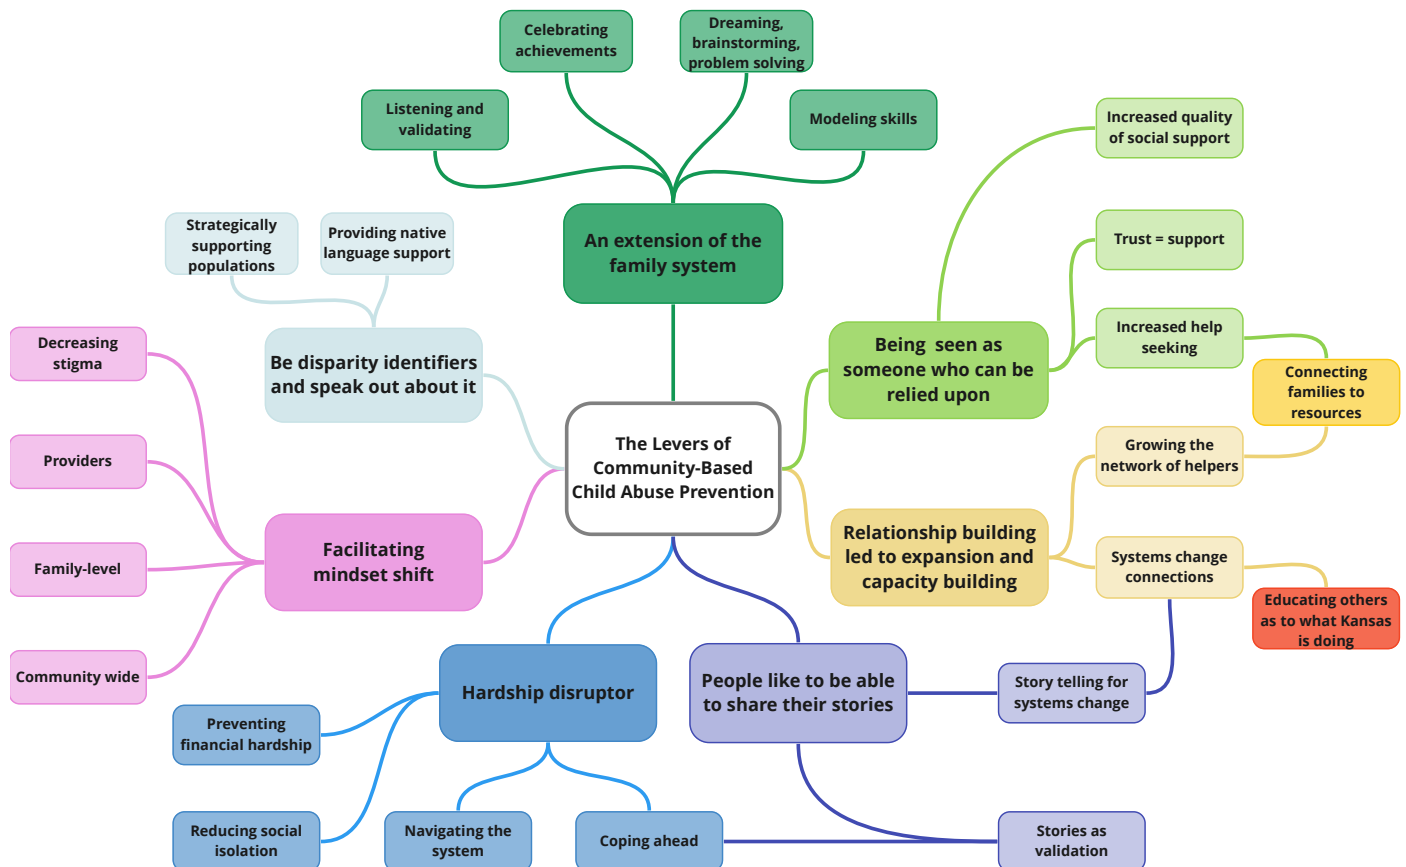 Celebrating
achievements
Dreaming,
brainstorming,
problem solving
Listening and
validating
Modeling skills
An extension of the
family system
Strategically
supporting
populations
Providing native
language support
Be disparity identifiers
and speak out about it
Decreasing
stigma
Providers
Family-level
Community wide
Facilitating
mindset shift
The Levers of
Community-Based
Child Abuse Prevention
Increased quality
of social support
Trust = support
Increased help
seeking
Being seen as
someone who can be
relied upon
Connecting
families to
resources
Growing the
network of helpers
Relationship building
led to expansion and
capacity building
Systems change
connections
Educating others
as to what Kansas
is doing
Hardship disruptor
People like to be able
to share their stories
Story telling for
systems change
Preventing
financial hardship
Reducing social
isolation
Navigating the
system
Coping ahead
Stories as
validation